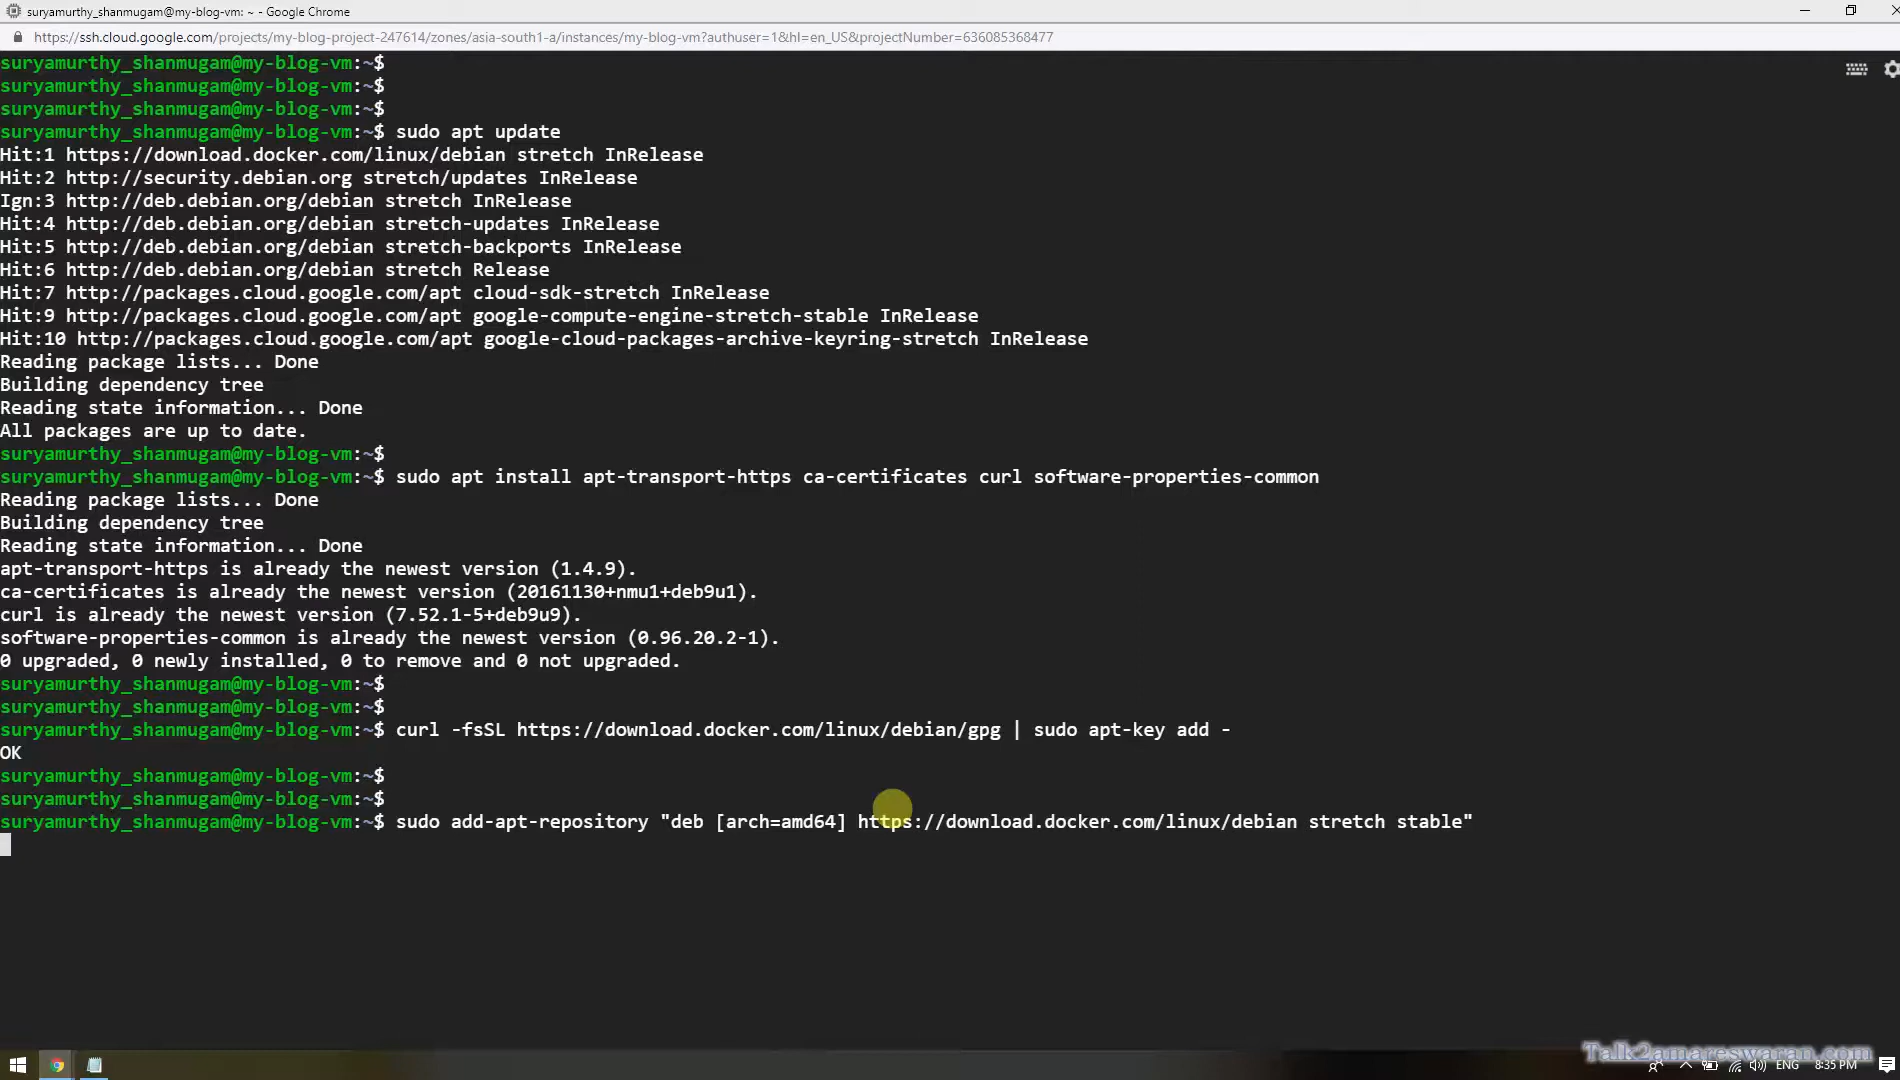 suryamurthy_shanmugam@my-blog-vm: ~ - Google Chrome
https://ssh.cloud.google.com/projects/my-blog-project-247614/zones/asia-south1-a/instances/my-blog-vm?authuser=1&hl=en_US&projectNumber=636085368477
suryamurthy_shanmugam@my-blog-vm:~$
suryamurthy_shanmugam@my-blog-vm:~$
suryamurthy_shanmugam@my-blog-vm:~$
suryamurthy_shanmugam@my-blog-vm:~$ sudo apt update
Hit:1 https://download.docker.com/linux/debian stretch InRelease
Hit:2 http://security.debian.org stretch/updates InRelease
Ign:3 http://deb.debian.org/debian stretch InRelease
Hit:4 http://deb.debian.org/debian stretch-updates InRelease
Hit:5 http://deb.debian.org/debian stretch-backports InRelease
Hit:6 http://deb.debian.org/debian stretch Release
Hit:7 http://packages.cloud.google.com/apt cloud-sdk-stretch InRelease
Hit:9 http://packages.cloud.google.com/apt google-compute-engine-stretch-stable InRelease
Hit:10 http://packages.cloud.google.com/apt google-cloud-packages-archive-keyring-stretch InRelease
Reading package lists... Done
Building dependency tree
Reading state information... Done
All packages are up to date.
suryamurthy_shanmugam@my-blog-vm:~$
suryamurthy_shanmugam@my-blog-vm:~$ sudo apt install apt-transport-https ca-certificates curl software-properties-common
Reading package lists... Done
Building dependency tree
Reading state information... Done
apt-transport-https is already the newest version (1.4.9).
ca-certificates is already the newest version (20161130+nmu1+deb9u1).
curl is already the newest version (7.52.1-5+deb9u9).
software-properties-common is already the newest version (0.96.20.2-1).
0 upgraded, 0 newly installed, 0 to remove and 0 not upgraded.
suryamurthy_shanmugam@my-blog-vm:~$
suryamurthy_shanmugam@my-blog-vm:~$
suryamurthy_shanmugam@my-blog-vm:~$ curl -fsSL https://download.docker.com/linux/debian/gpg | sudo apt-key add -
OK
suryamurthy_shanmugam@my-blog-vm:~$
suryamurthy_shanmugam@my-blog-vm:~$
suryamurthy_shanmugam@my-blog-vm:~$ sudo add-apt-repository "deb [arch=amd64] https://download.docker.com/linux/debian stretch stable"
Talk2amareswaran.com
ENG 8:35 PM